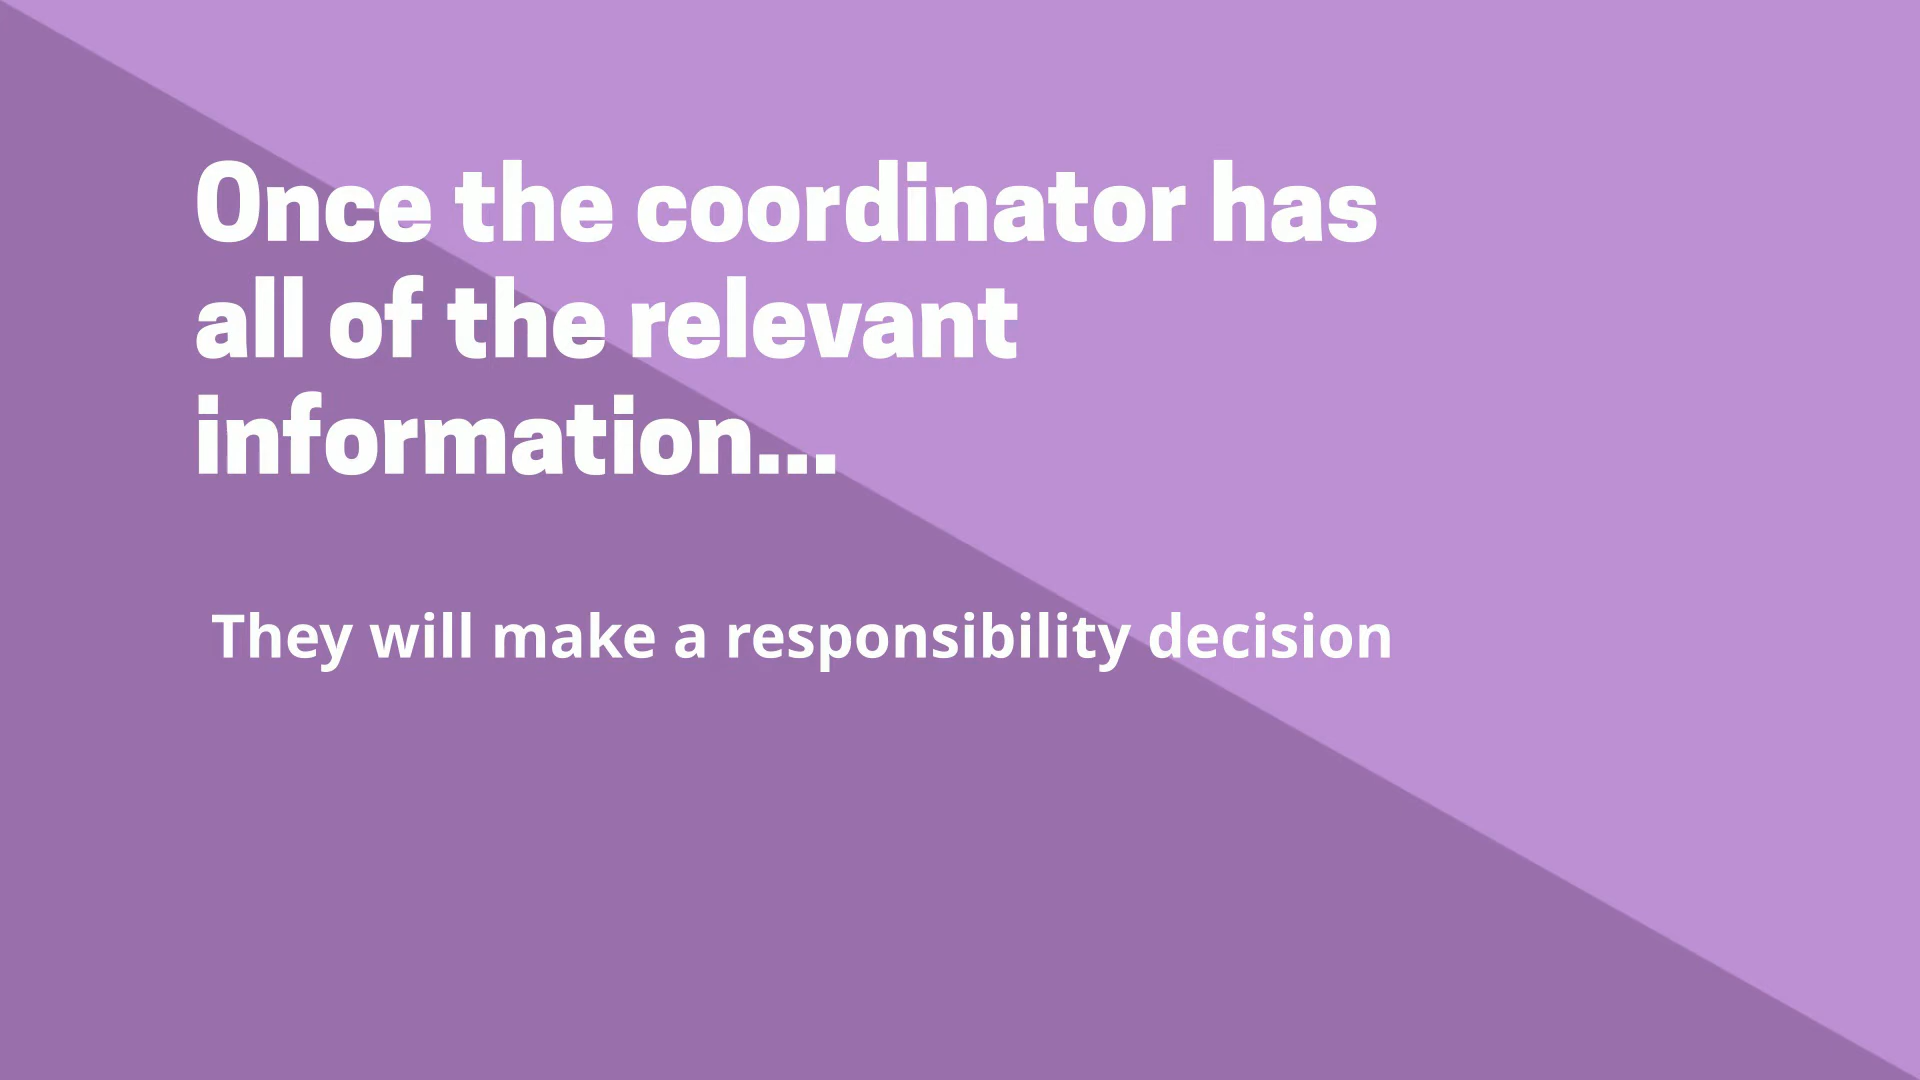 Once the coordinator has
all of the relevant
information...
They will make a responsibility decision